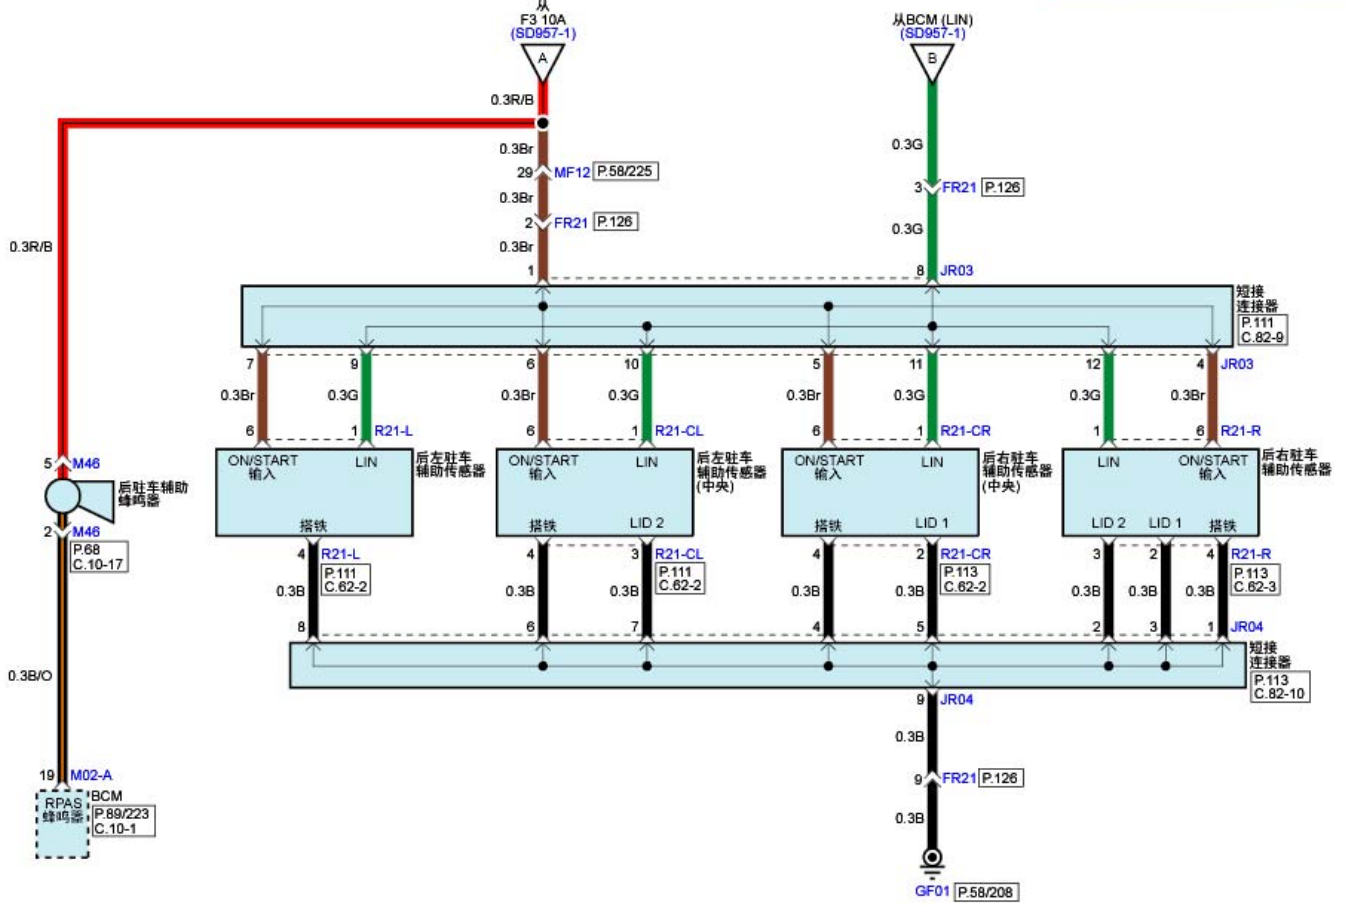 从
F3 10A
(SD957-1)
A
从BCM (LIN)
(SD957-1)
B
0.3R/B
0.3Br
29 MF12 P.58/225
0.3Br
2 FR21 P.126
0.3Br
1
0.3G
3 FR21 P.126
0.3G
8 JR03
0.3R/B
短接
连接器
P.111
C.82-9
7 9 6 10 5 11 12 4 JR03
0.3Br 0.3G 0.3Br 0.3G 0.3Br 0.3G 0.3G 0.3Br
6 1 R21-L 6 1 R21-CL 6 1 R21-CR 1 6 R21-R
ON/START
输入
LIN
搭铁
后左驻车
辅助传感器
ON/START
输入
LIN
搭铁
LID 2
后左驻车
辅助传感器
(中央)
ON/START
输入
LIN
搭铁
LID 1
后右驻车
辅助传感器
(中央)
LIN
ON/START
输入
LID 2
LID 1
搭铁
后右驻车
辅助传感器
5 M46
后驻车辅助
蜂鸣器
2 M46
P.68
C.10-17
4 R21-L
P.111
C.62-2
4 3 R21-CL
P.111
C.62-2
4 2 R21-CR
P.113
C.62-2
3 2 4 R21-R
P.113
C.62-3
0.3B 0.3B 0.3B 0.3B 0.3B 0.3B 0.3B 0.3B
8 6 7 4 5 2 3 1 JR04
短接
连接器
P.113
C.82-10
0.3B/O
9 JR04
0.3B
9 FR21 P.126
0.3B
GF01 P.58/208
19 M02-A
RPAS
蜂鸣器
BCM
P.89/223
C.10-1